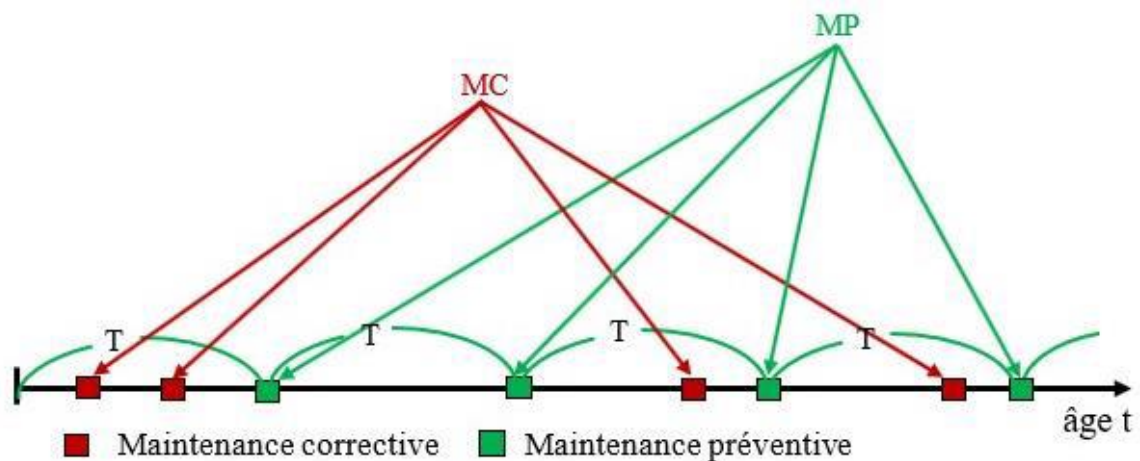 MP
MC
T
T
T
T
âge t
Maintenance corrective
Maintenance préventive